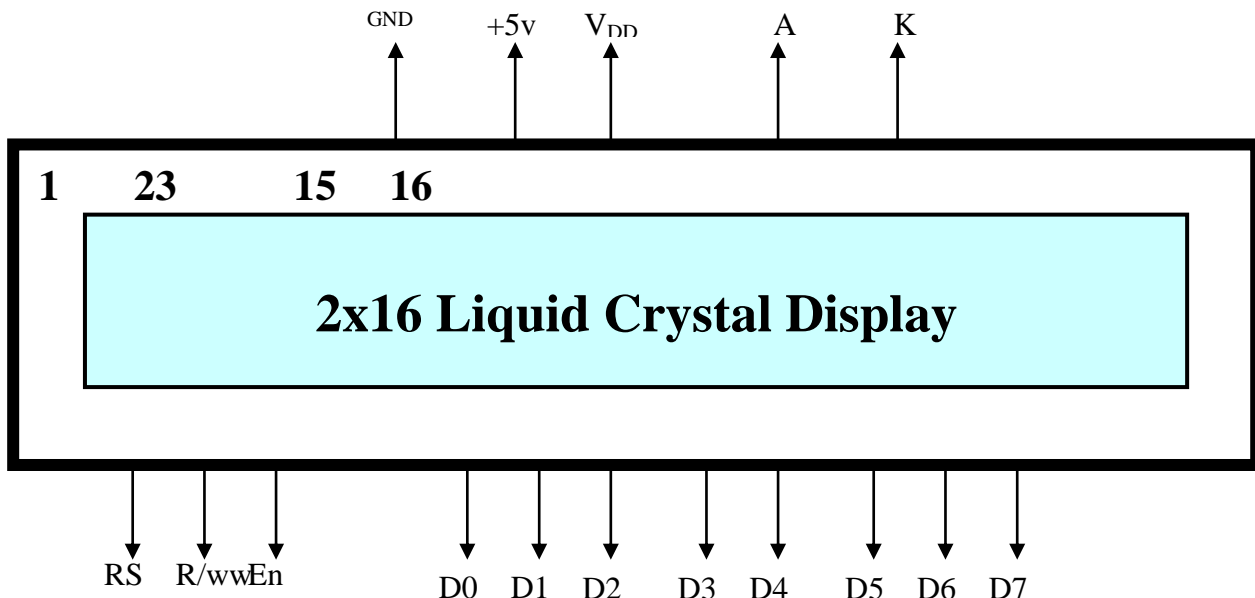 GND +5v VDD A K
1 23 15 16
2x16 Liquid Crystal Display
RS R/wwEn D0 D1 D2 D3 D4 D5 D6 D7